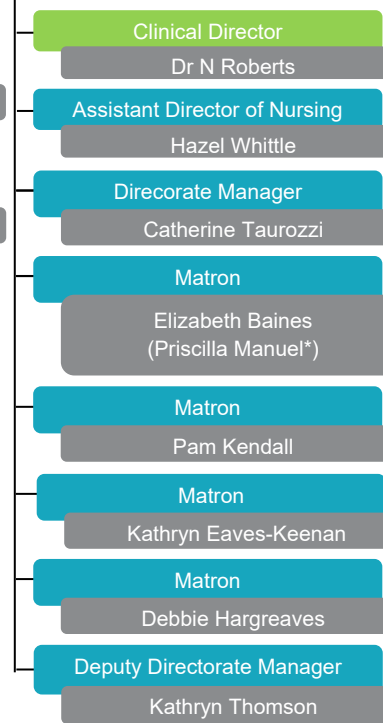 Clinical Director
Dr N Roberts
Assistant Director of Nursing
Hazel Whittle
Direcorate Manager
Catherine Taurozzi
Matron
Elizabeth Baines
(Priscilla Manuel*)
Matron
Pam Kendall
Matron
Kathryn Eaves-Keenan
Matron
Debbie Hargreaves
Deputy Directorate Manager
Kathryn Thomson